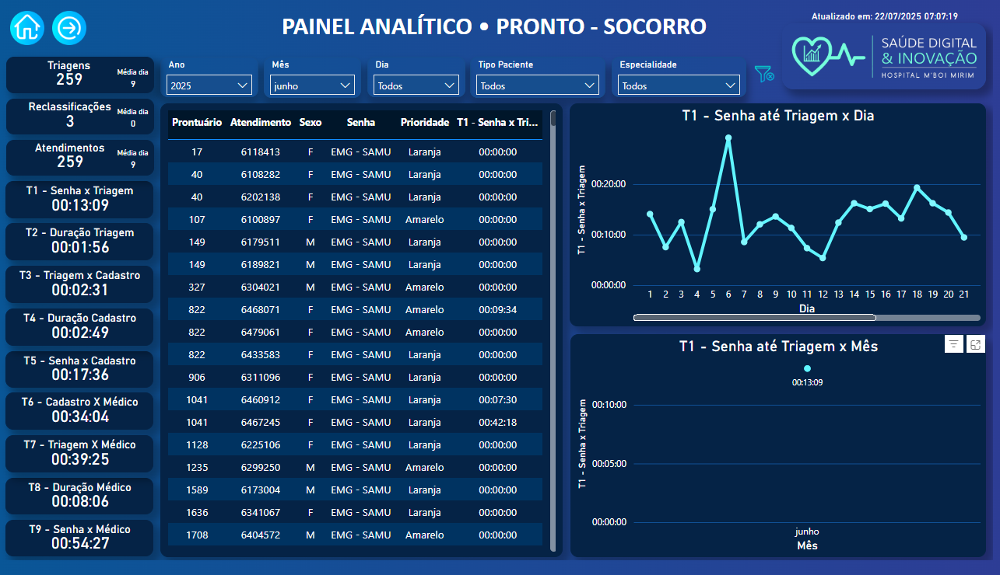 PAINEL ANALÍTICO • PRONTO - SOCORRO
Atualizado em: 22/07/2025 07:07:19
SAÚDE DIGITAL
& INOVAÇÃO
HOSPITAL M'BOI MIRIM
Triagens
259
Média dia
9
Reclassificações
3
Média dia
0
Atendimentos
259
Média dia
9
T1 - Senha x Triagem
00:13:09
T2 - Duração Triagem
00:01:56
T3 - Triagem x Cadastro
00:02:31
T4 - Duração Cadastro
00:02:49
T5 - Senha x Cadastro
00:17:36
T6 - Cadastro X Médico
00:34:04
T7 - Triagem X Médico
00:39:25
T8 - Duração Médico
00:08:06
T9 - Senha x Médico
00:54:27
Ano
2025
Mês
junho
Dia
Todos
Tipo Paciente
Todos
Especialidade
Todos
Prontuário Atendimento Sexo Senha Prioridade T1 - Senha x Tri...
17 6118413 F EMG - SAMU Laranja 00:00:00
40 6108282 F EMG - SAMU Laranja 00:00:00
40 6202138 F EMG - SAMU Laranja 00:00:00
107 6100897 F EMG - SAMU Amarelo 00:00:00
149 6179511 M EMG - SAMU Laranja 00:00:00
149 6189821 M EMG - SAMU Laranja 00:00:00
327 6304021 M EMG - SAMU Amarelo 00:00:00
822 6468071 F EMG - SAMU Amarelo 00:09:34
822 6479061 F EMG - SAMU Amarelo 00:00:00
822 6433583 F EMG - SAMU Laranja 00:00:00
906 6311096 F EMG - SAMU Laranja 00:00:00
1041 6460912 F EMG - SAMU Laranja 00:07:30
1041 6467245 F EMG - SAMU Laranja 00:42:18
1128 6225106 F EMG - SAMU Laranja 00:00:00
1235 6299250 M EMG - SAMU Amarelo 00:00:00
1589 6173004 M EMG - SAMU Laranja 00:00:00
1636 6341067 F EMG - SAMU Laranja 00:00:00
1708 6404572 M EMG - SAMU Amarelo 00:00:00
T1 - Senha até Triagem x Dia
T1 - Senha x Triagem
00:20:00
00:10:00
00:00:00
1 2 3 4 5 6 7 8 9 10 11 12 13 14 15 16 17 18 19 20 21
Dia
T1 - Senha até Triagem x Mês
00:13:09
T1 - Senha x Triagem
00:10:00
00:05:00
00:00:00
junho
Mês